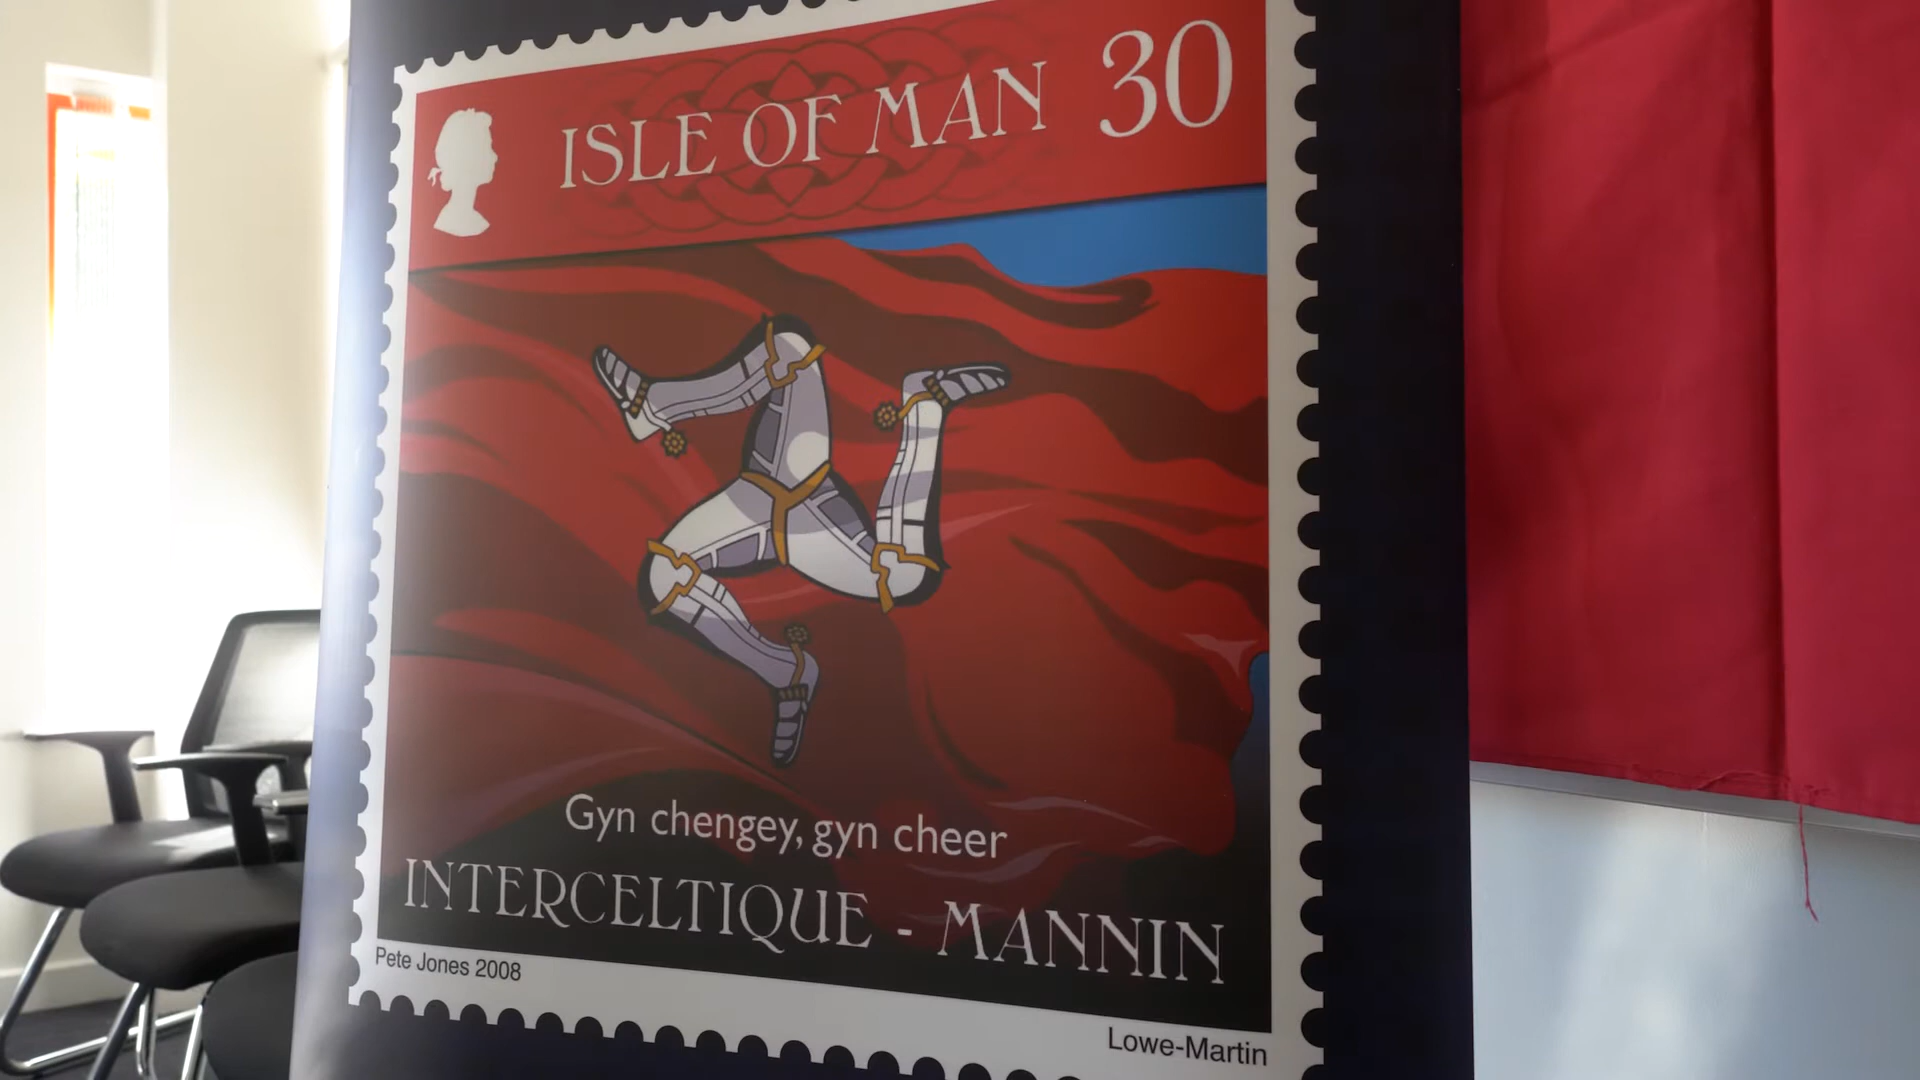 ISLE OF MAN 30
Gyn chengey, gyn cheer
INTERCELTIQUE - MANNIN
Pete Jones 2008
Lowe-Martin